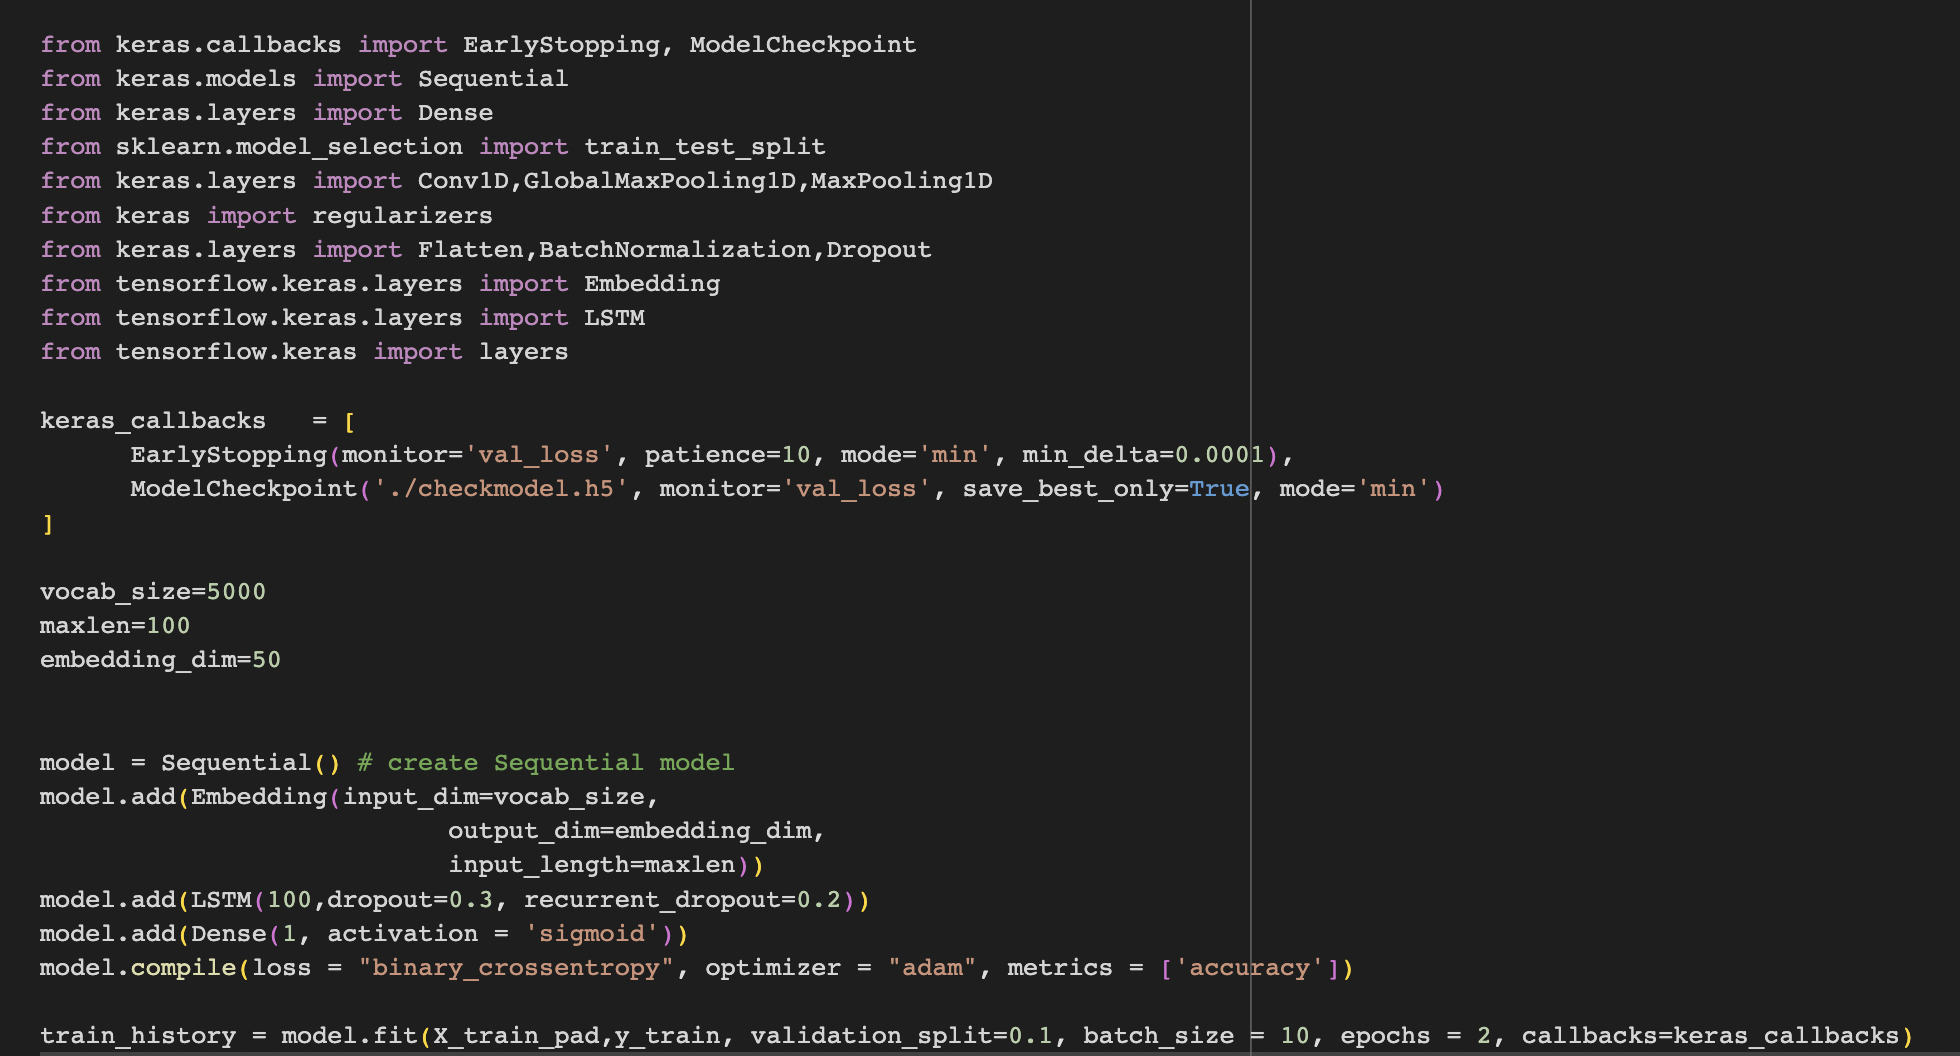 from keras.callbacks import EarlyStopping, ModelCheckpoint
from keras.models import Sequential
from keras.layers import Dense
from sklearn.model_selection import train_test_split
from keras.layers import Conv1D,GlobalMaxPooling1D,MaxPooling1D
from keras import regularizers
from keras.layers import Flatten,BatchNormalization,Dropout
from tensorflow.keras.layers import Embedding
from tensorflow.keras.layers import LSTM
from tensorflow.keras import layers

keras_callbacks   = [
      EarlyStopping(monitor='val_loss', patience=10, mode='min', min_delta=0.0001),
      ModelCheckpoint('./checkmodel.h5', monitor='val_loss', save_best_only=True, mode='min')
]

vocab_size=5000
maxlen=100
embedding_dim=50

model = Sequential() # create Sequential model
model.add(Embedding(input_dim=vocab_size,
                           output_dim=embedding_dim,
                           input_length=maxlen))
model.add(LSTM(100,dropout=0.3, recurrent_dropout=0.2))
model.add(Dense(1, activation = 'sigmoid'))
model.compile(loss = "binary_crossentropy", optimizer = "adam", metrics = ['accuracy'])

train_history = model.fit(X_train_pad,y_train, validation_split=0.1, batch_size = 10, epochs = 2, callbacks=keras_callbacks)